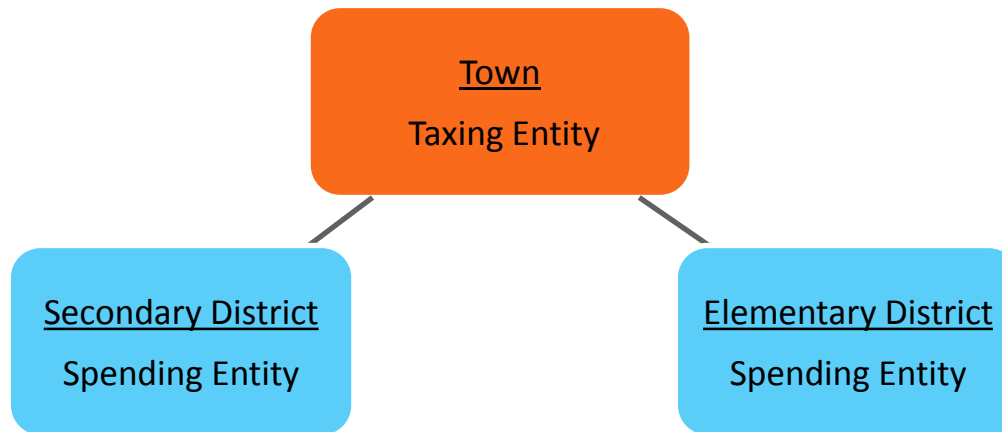 Town
Taxing Entity
Secondary District
Spending Entity
Elementary District
Spending Entity